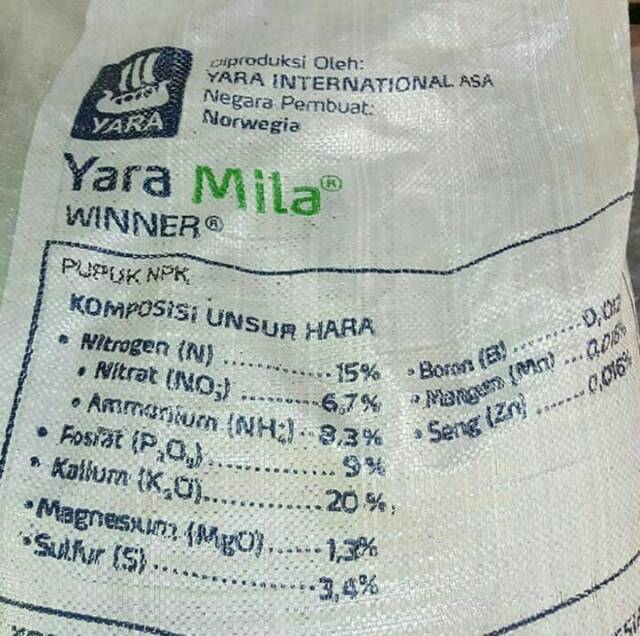 YARA
Diproduksi Oleh:
YARA INTERNATIONAL ASA
Negara Pembuat:
Norwegia
Yara Mila®
WINNER®
PUPUK NPK
KOMPOSISI UNSUR HARA
• Nitrogen (N) ............ 15%
• Nitrat (NO₃) ............ 6,7%
• Ammonium (NH₄) .. 8,3%
• Fosfat (P₂O₅) ............ 9%
• Kalium (K₂O) ............ 20%
• Magnesium (MgO) ...... 1,3%
• Sulfur (S) ............ 3,4%
• Boron (B) ............
• Mangan (Mn) ...
• Seng (Zn) ...... 0,016%